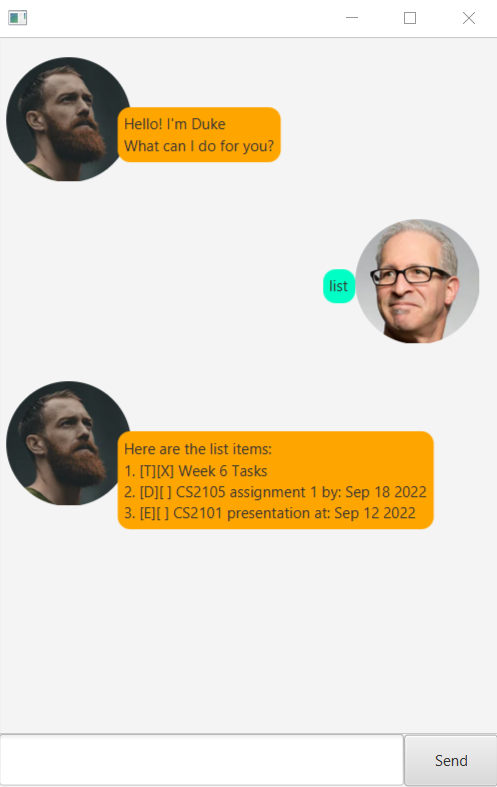 Hello! I'm Duke
What can I do for you?
list
Here are the list items:
1. [T][X] Week 6 Tasks
2. [D][ ] CS2105 assignment 1 by: Sep 18 2022
3. [E][ ] CS2101 presentation at: Sep 12 2022
Send